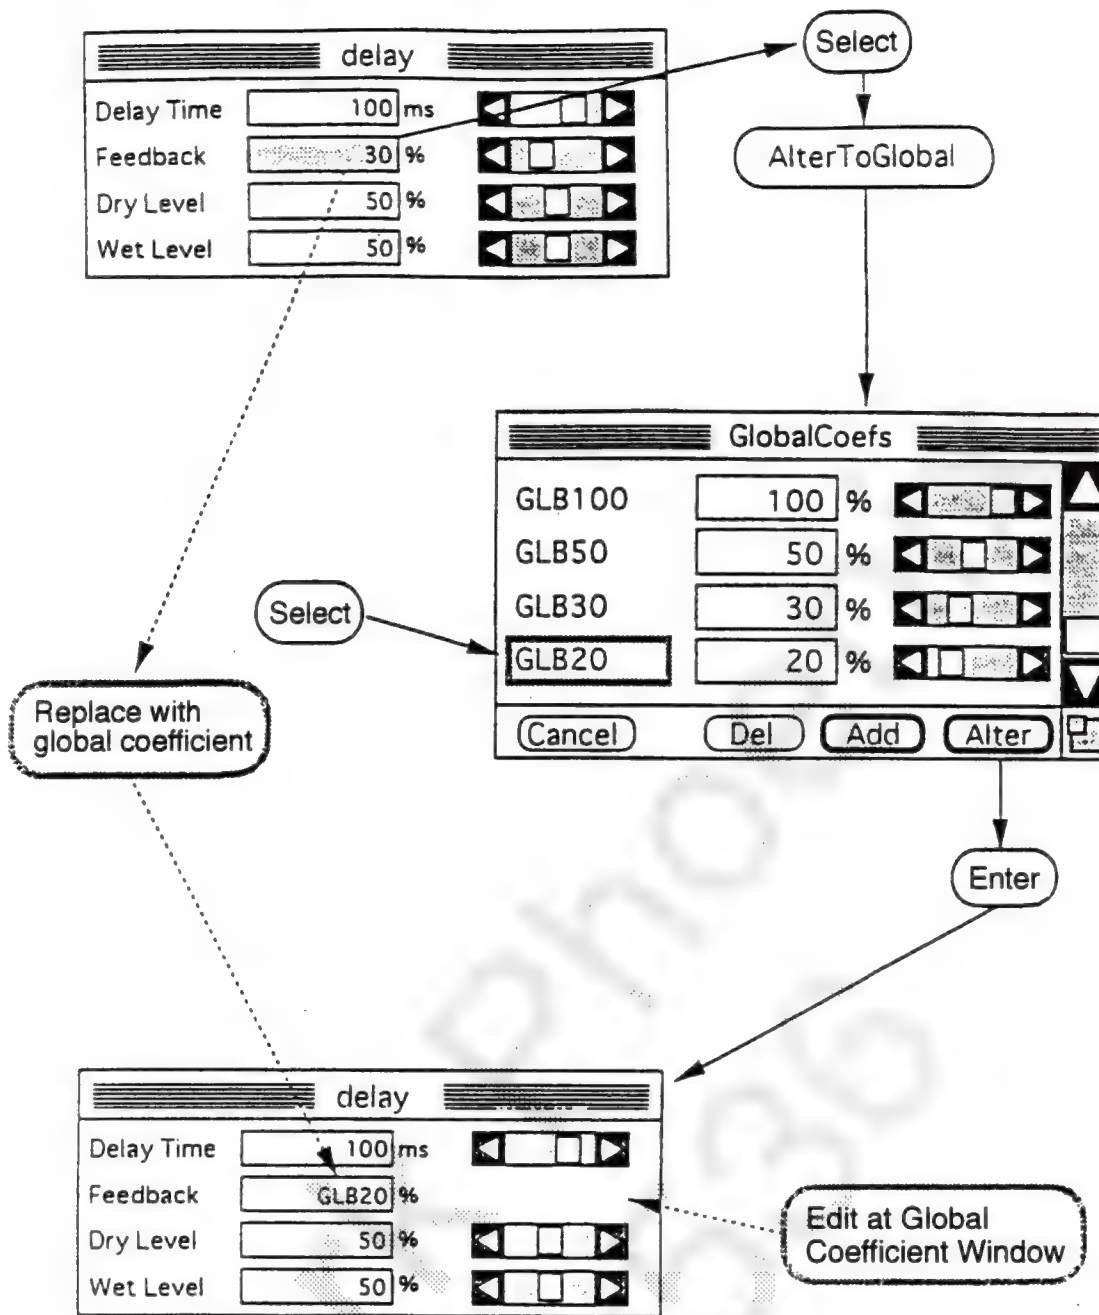 Select
delay
Delay Time 100 ms
Feedback 30 %
Dry Level 50 %
Wet Level 50 %
AlterToGlobal
GlobalCoefs
GLB100 100 %
GLB50 50 %
GLB30 30 %
GLB20 20 %
Cancel Del Add Alter
Select
Replace with
global coefficient
Enter
delay
Delay Time 100 ms
Feedback GLB20 %
Dry Level 50 %
Wet Level 50 %
Edit at Global
Coefficient Window